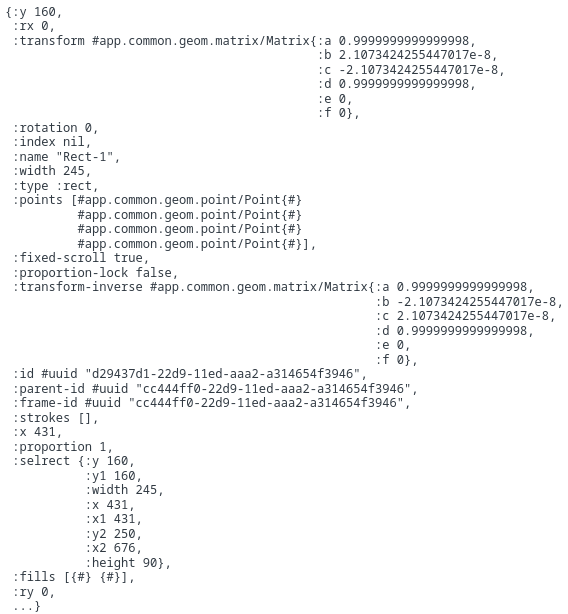 {:y 160,
:rx 0,
:transform #app.common.geom.matrix/Matrix{:a 0.9999999999999998,
:b 2.1073424255447017e-8,
:c -2.1073424255447017e-8,
:d 0.9999999999999998,
:e 0,
:f 0},
:rotation 0,
:index nil,
:name "Rect-1",
:width 245,
:type :rect,
:points [#app.common.geom.point/Point{#}
#app.common.geom.point/Point{#}
#app.common.geom.point/Point{#}
#app.common.geom.point/Point{#}],
:fixed-scroll true,
:proportion-lock false,
:transform-inverse #app.common.geom.matrix/Matrix{:a 0.9999999999999998,
:b -2.1073424255447017e-8,
:c 2.1073424255447017e-8,
:d 0.9999999999999998,
:e 0,
:f 0},
:id #uuid "d29437d1-22d9-11ed-aaa2-a314654f3946",
:parent-id #uuid "cc444ff0-22d9-11ed-aaa2-a314654f3946",
:frame-id #uuid "cc444ff0-22d9-11ed-aaa2-a314654f3946",
:strokes [],
:x 431,
:proportion 1,
:selrect {:y 160,
:y1 160,
:width 245,
:x 431,
:x1 431,
:y2 250,
:x2 676,
:height 90},
:fills [{#} {#}],
:ry 0,
...}